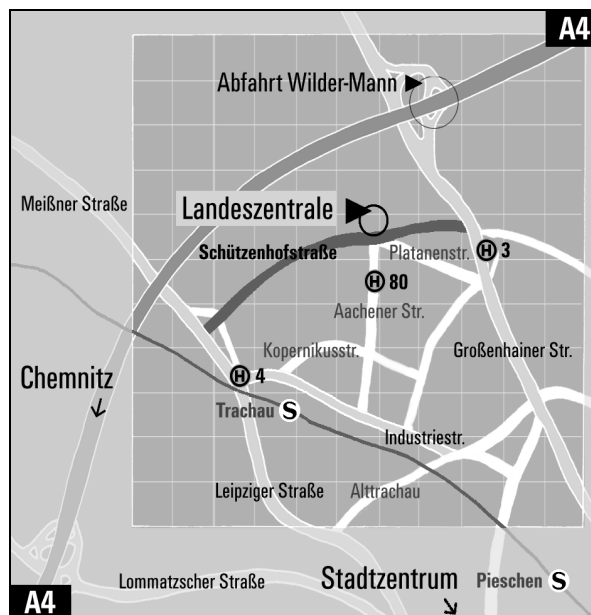 A4
Abfahrt Wilder-Mann
Meißner Straße
Landeszentrale
Schützenhofstraße
Platanenstr.
H 3
H 80
Aachener Str.
Kopernikusstr.
Großenhainer Str.
Chemnitz
H 4
Trachau S
Industriestr.
Leipziger Straße
Alttrachau
Lommatzscher Straße
Stadtzentrum
Pieschen S
A4